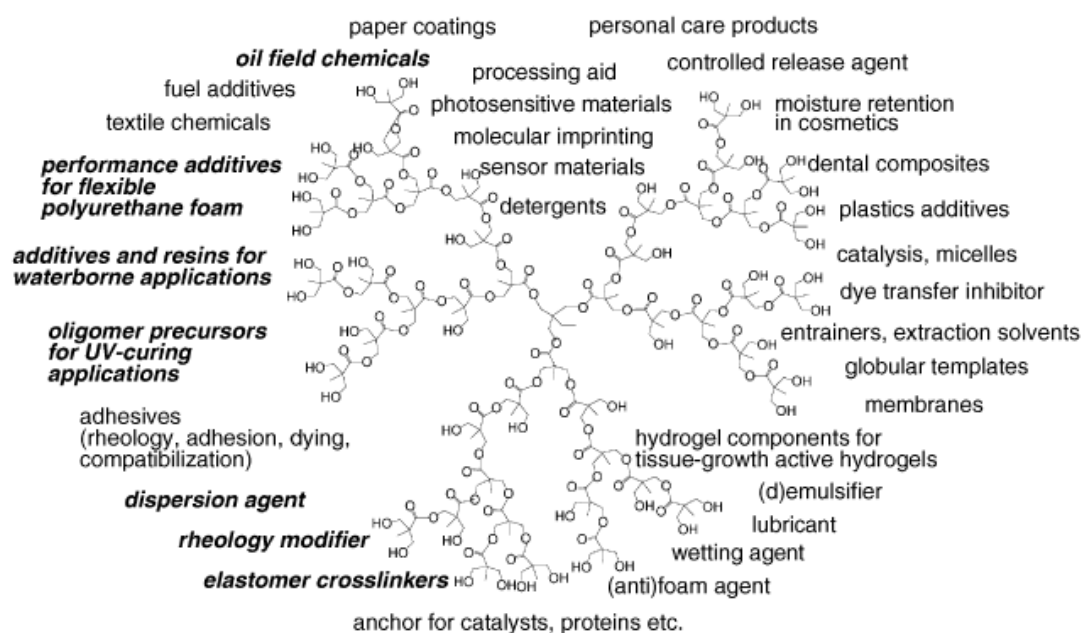 paper coatings
personal care products
oil field chemicals
processing aid
controlled release agent
fuel additives
photosensitive materials
moisture retention
in cosmetics
textile chemicals
molecular imprinting
performance additives
for flexible
polyurethane foam
sensor materials
dental composites
detergents
plastics additives
additives and resins for
waterborne applications
catalysis, micelles
dye transfer inhibitor
oligomer precursors
for UV-curing
applications
entrainers, extraction solvents
globular templates
membranes
adhesives
(rheology, adhesion, dying,
compatibilization)
hydrogel components for
tissue-growth active hydrogels
dispersion agent
(d)emulsifier
lubricant
rheology modifier
wetting agent
elastomer crosslinkers
(anti)foam agent
anchor for catalysts, proteins etc.